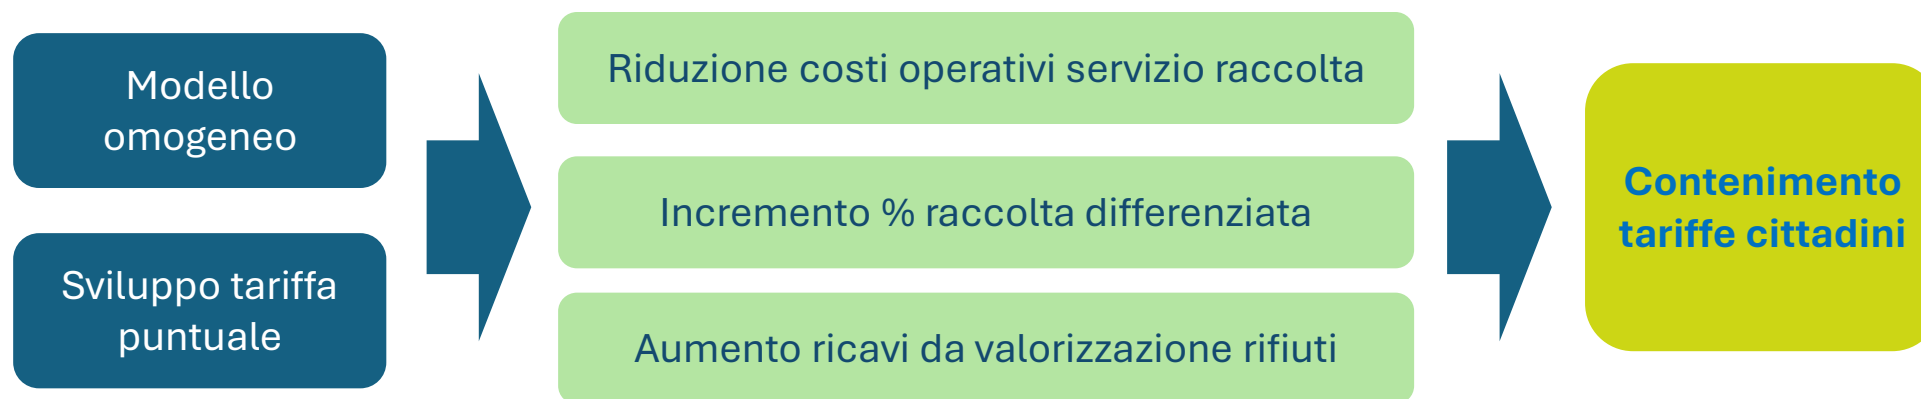 Modello
omogeneo
Sviluppo tariffa
puntuale
Riduzione costi operativi servizio raccolta
Incremento % raccolta differenziata
Aumento ricavi da valorizzazione rifiuti
Contenimento
tariffe cittadini